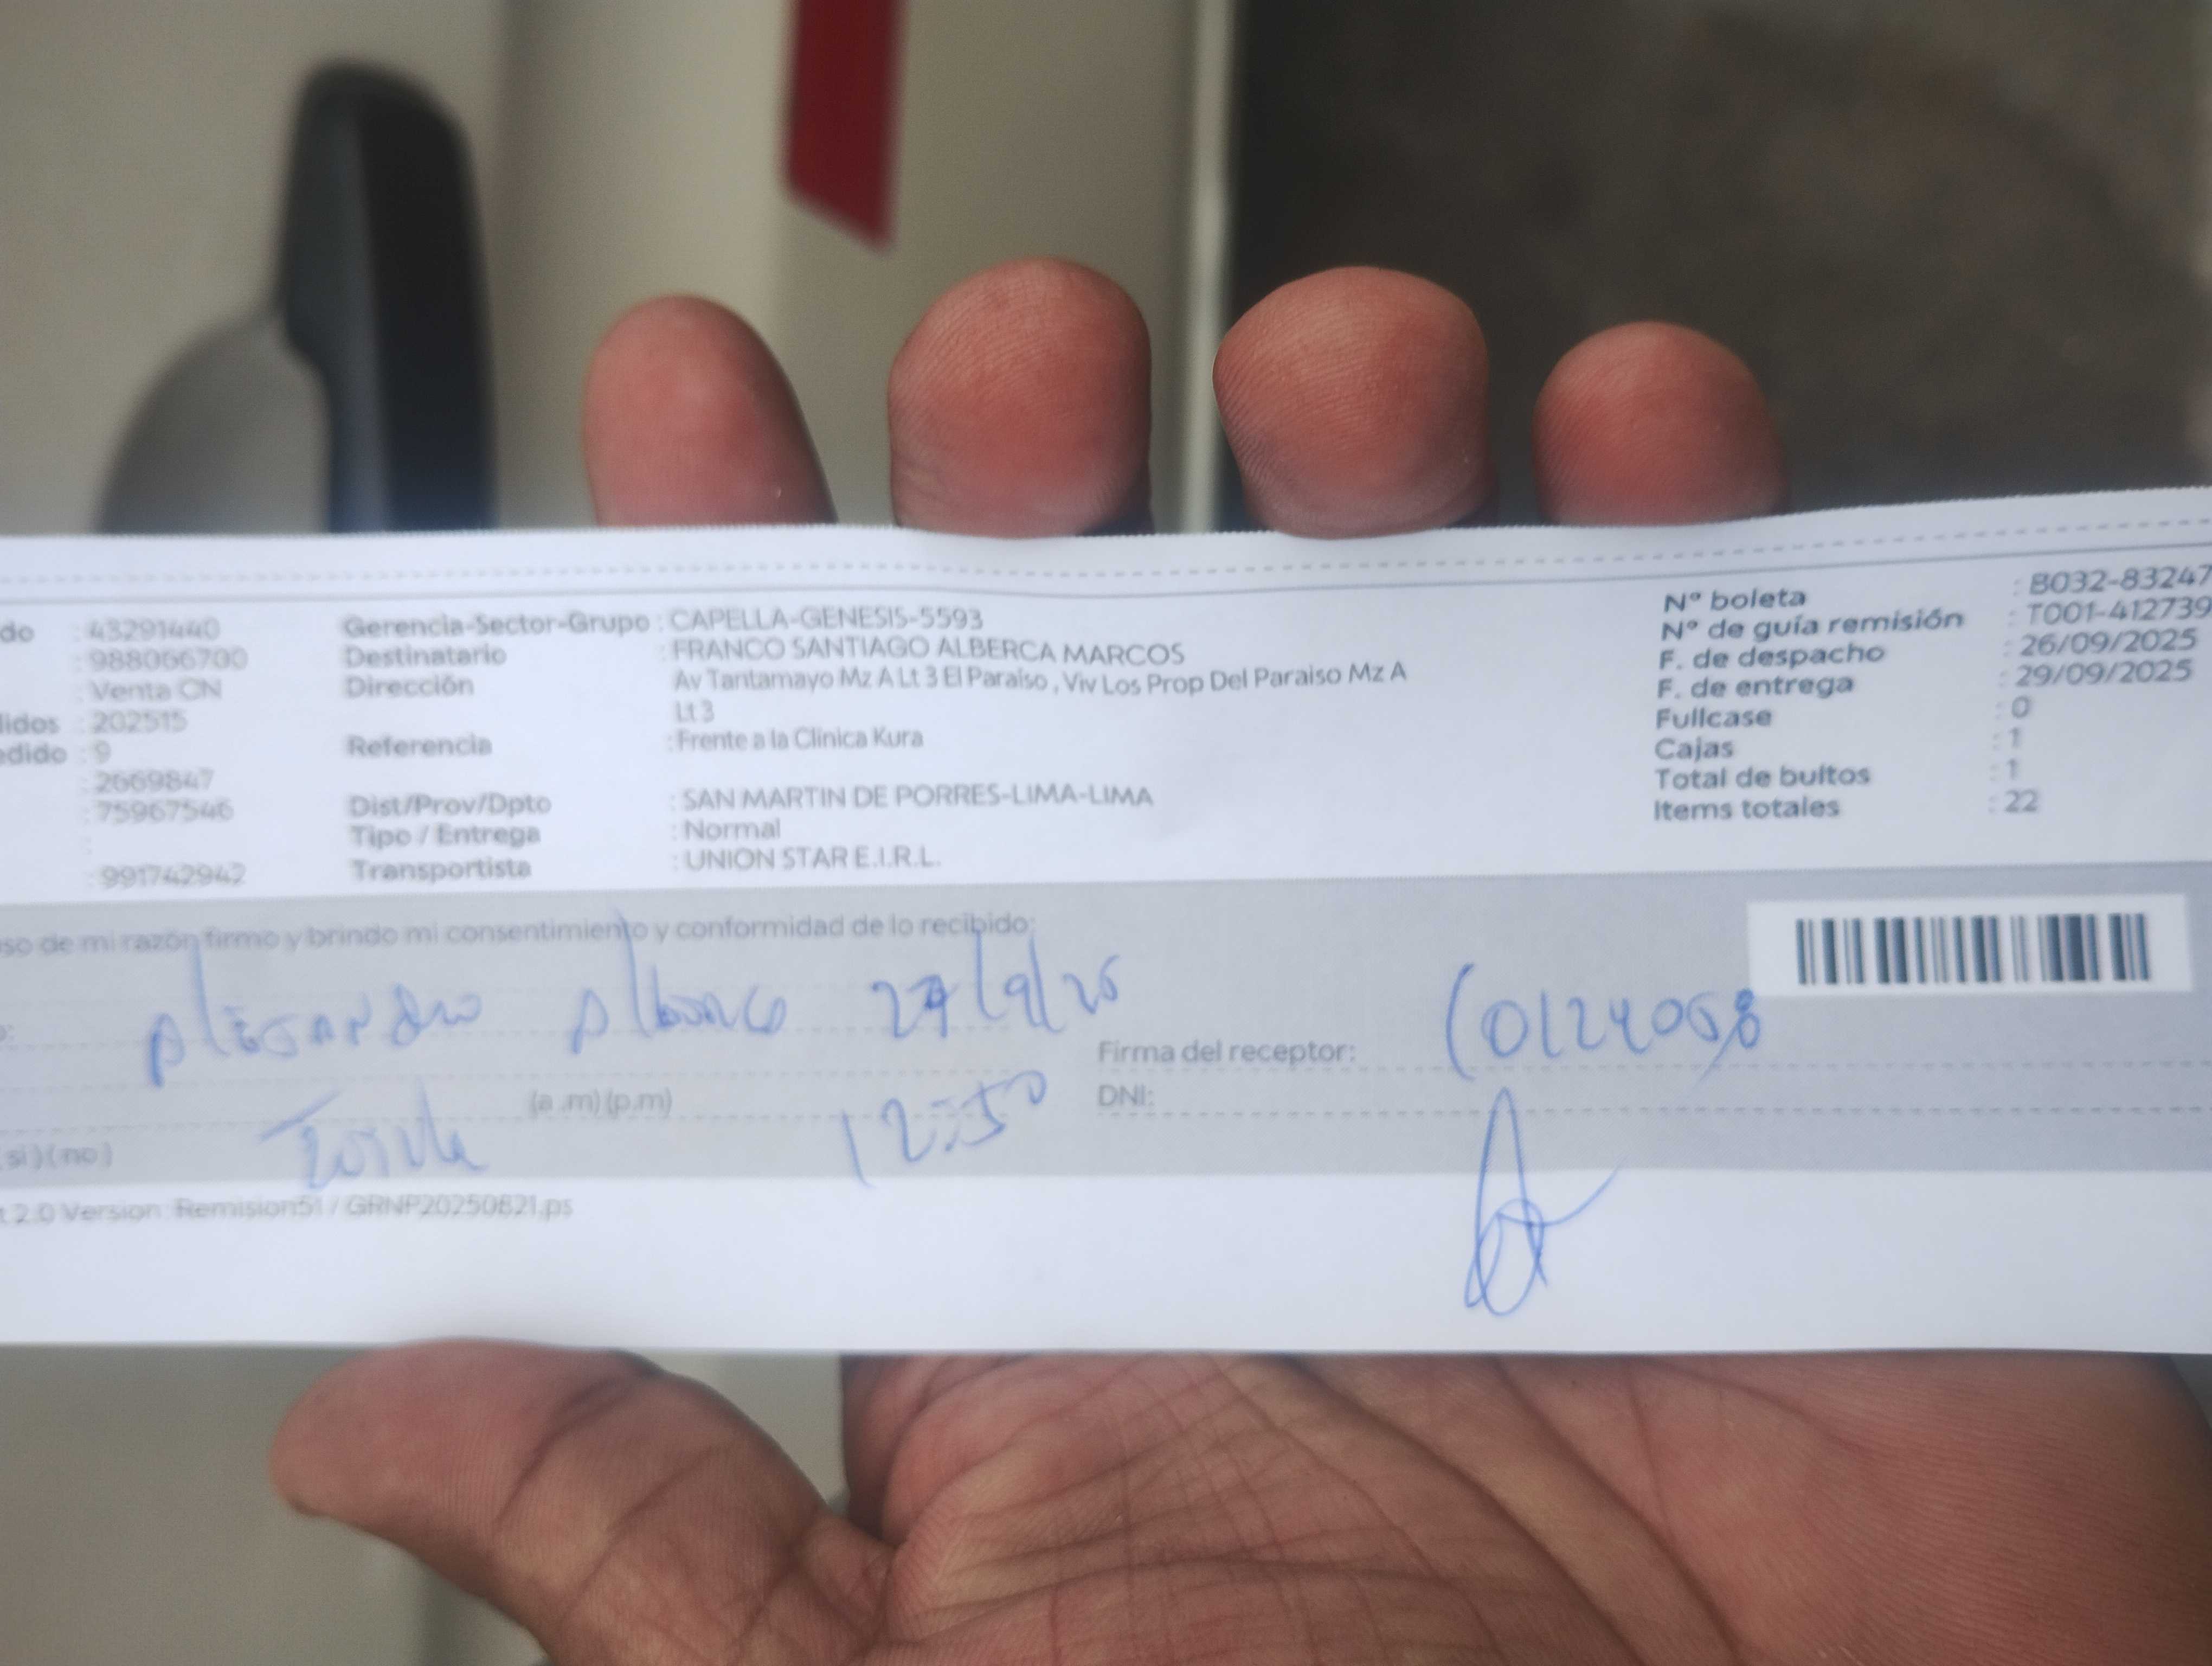 do : 43291440 Gerencia-Sector-Grupo : CAPELLA-GENESIS-5593 Nº boleta : B032-83247
: 988066700 Destinatario : FRANCO SANTIAGO ALBERCA MARCOS Nº de guía remisión : T001-412739
: Venta CN Dirección Av Tantamayo Mz A Lt 3 El Paraiso , Viv Los Prop Del Paraiso Mz A F. de despacho : 26/09/2025
Lt 3 F. de entrega : 29/09/2025
lidos : 202515 Fullcase : 0
edido : 9 Referencia : Frente a la Clinica Kura Cajas : 1
: 2669847 Total de bultos : 1
: 75967546 Dist/Prov/Dpto : SAN MARTIN DE PORRES-LIMA-LIMA Items totales : 22
: Tipo / Entrega : Normal
: 991742942 Transportista : UNION STAR E.I.R.L.
so de mi razón firmo y brindo mi consentimiento y conformidad de lo recibido:
o: 9/25 Firma del receptor:
(a .m) (p.m) 12:50 DNI:
si ) ( no )
t 2.0 Version: Remision51 / GRNP20250821.ps